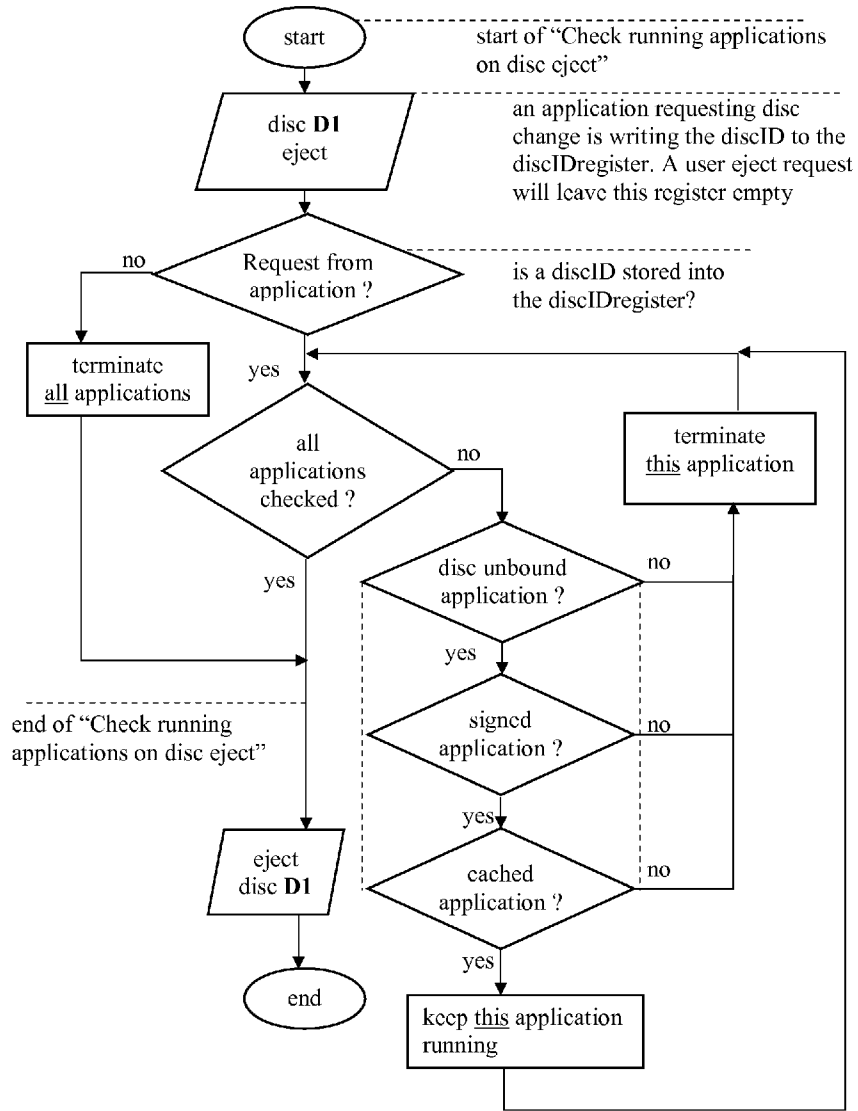 start
start of “Check running applications
on disc eject”
disc D1
eject
an application requesting disc
change is writing the discID to the
discIDregister. A user eject request
will leave this register empty
no
Request from
application ?
is a discID stored into
the discIDregister?
terminate
all applications
yes
terminate
this application
all
applications
checked ?
no
yes
disc unbound
application ?
no
yes
signed
application ?
no
end of “Check running
applications on disc eject”
yes
eject
disc D1
cached
application ?
no
yes
end
keep this application
running